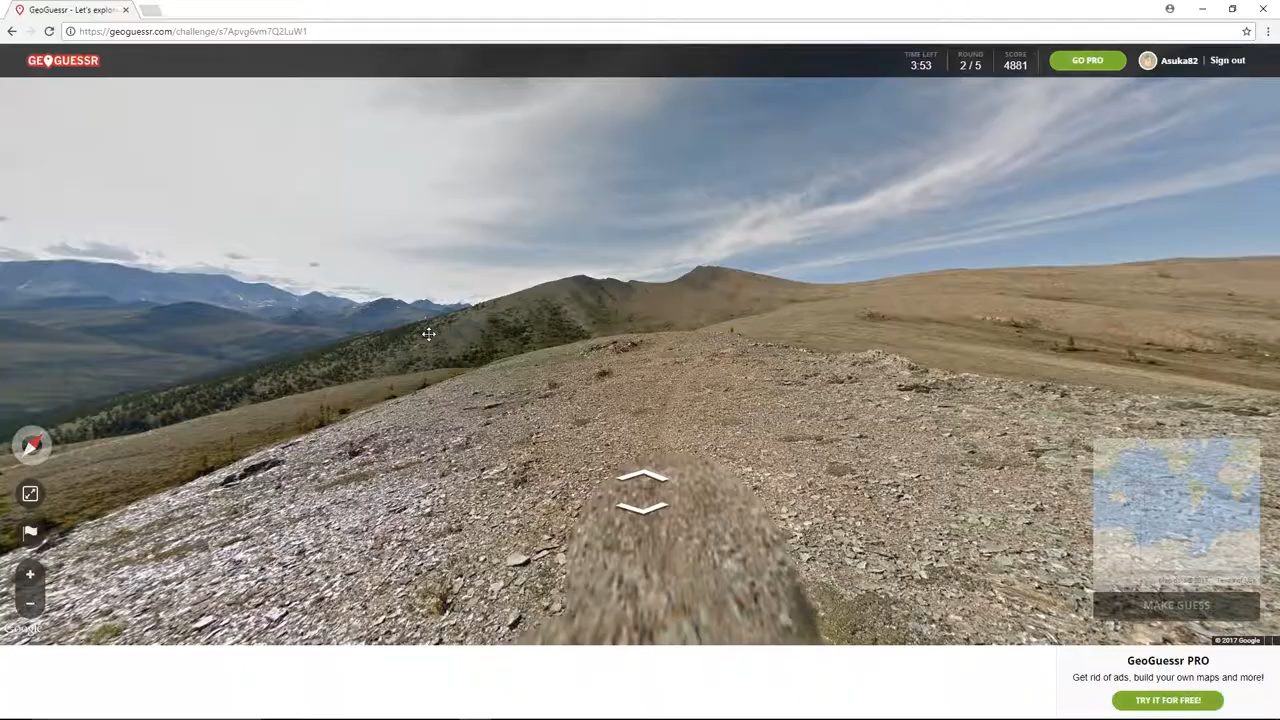 GeoGuessr - Let's explor
https://geoguessr.com/challenge/s7Apvg6vm7Q2LuW1
GEOGUESSR
TIME LEFT
3:53
ROUND
2 / 5
SCORE
4881
GO PRO
Asuka82
Sign out
MAKE GUESS
Google
© 2017 Google
GeoGuessr PRO
Get rid of ads, build your own maps and more!
TRY IT FOR FREE!